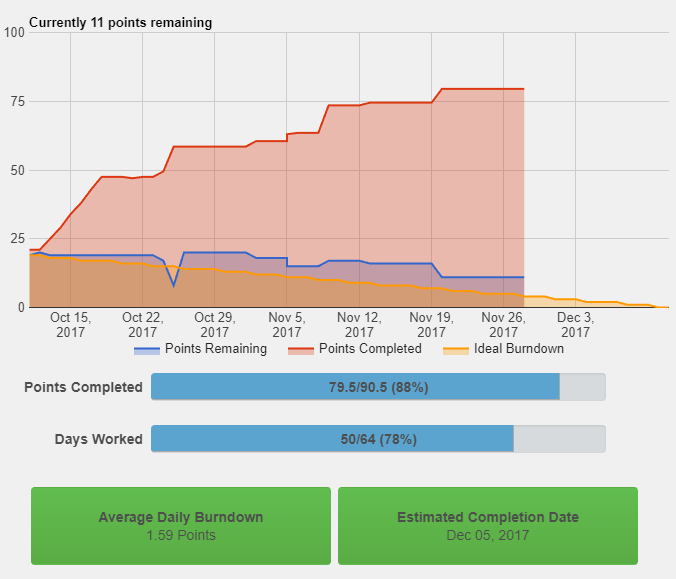 Currently 11 points remaining
100
75
50
25
0
Oct 15, 2017
Oct 22, 2017
Oct 29, 2017
Nov 5, 2017
Nov 12, 2017
Nov 19, 2017
Nov 26, 2017
Dec 3, 2017
Points Remaining
Points Completed
Ideal Burndown
Points Completed 79.5/90.5 (88%)
Days Worked 50/64 (78%)
Average Daily Burndown
1.59 Points
Estimated Completion Date
Dec 05, 2017